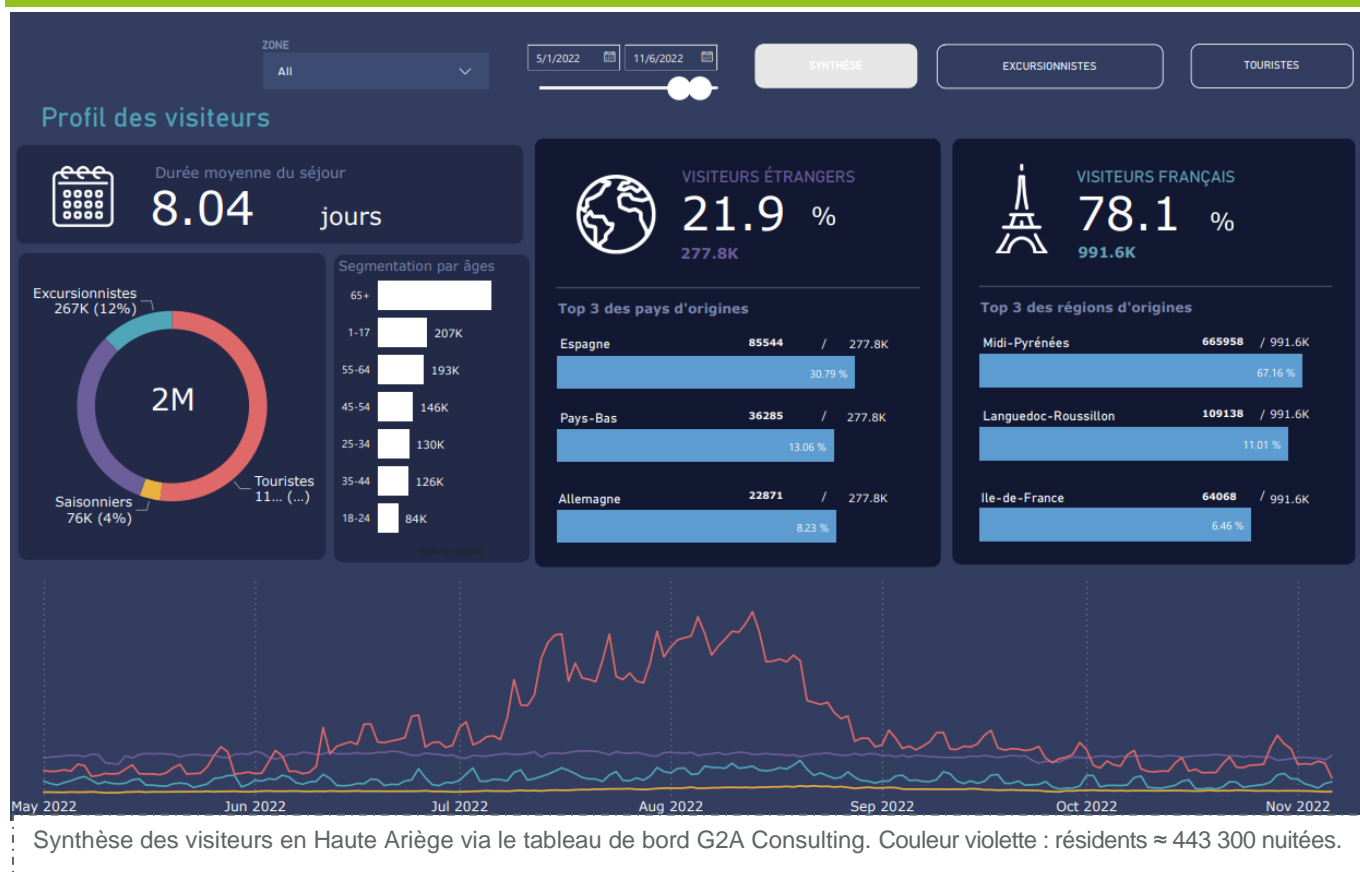 ZONE
All
5/1/2022
11/6/2022
SYNTHÈSE
EXCURSIONNISTES
TOURISTES
Profil des visiteurs
Durée moyenne du séjour
8.04 jours
Excursionnistes
267K (12%)
2M
Touristes
11... (...)
Saisonniers
76K (4%)
Segmentation par âges
65+
1-17 207K
55-64 193K
45-54 146K
25-34 130K
35-44 126K
18-24 84K
VISITEURS ÉTRANGERS
21.9 %
277.8K
Top 3 des pays d'origines
Espagne 85544 / 277.8K
30.79 %
Pays-Bas 36285 / 277.8K
13.06 %
Allemagne 22871 / 277.8K
8.23 %
VISITEURS FRANÇAIS
78.1 %
991.6K
Top 3 des régions d'origines
Midi-Pyrénées 665958 / 991.6K
67.16 %
Languedoc-Roussillon 109138 / 991.6K
11.01 %
Ile-de-France 64068 / 991.6K
6.46 %
May 2022 Jun 2022 Jul 2022 Aug 2022 Sep 2022 Oct 2022 Nov 2022
Synthèse des visiteurs en Haute Ariège via le tableau de bord G2A Consulting. Couleur violette : résidents ≈ 443 300 nuitées.